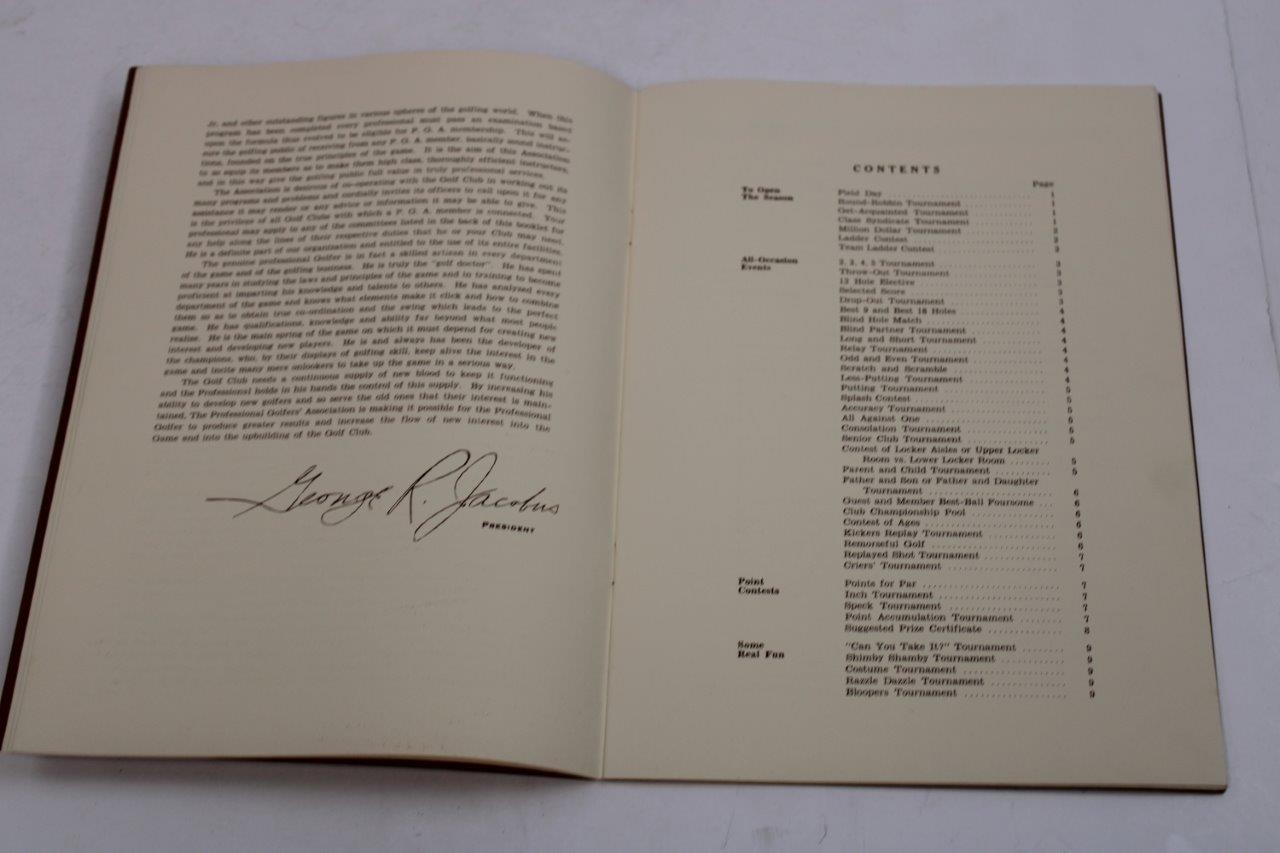 Jr. and other outstanding figures in various spheres of the golfing world. When this
program has been completed every professional must pass an examination based
upon the formula thus evolved to be eligible for P. G. A. membership. This will as-
sure the golfing public of receiving from any P. G. A. member, basically sound instruc-
tions, founded on the true principles of the game. It is the aim of this Association
to so equip its members as to make them high class, thoroughly efficient instructors,
and in this way give the golfing public full value in truly professional services.
The Association is desirous of co-operating with the Golf Club in working out its
many programs and problems and cordially invites its officers to call upon it for any
assistance it may render or any advice or information it may be able to give. This
is the privilege of all Golf Clubs with which a P. G. A. member is connected. Your
professional may apply to any of the committees listed in the back of this booklet for
any help along the lines of their respective duties that he or your Club may need.
He is a definite part of our organization and entitled to the use of its entire facilities.
The genuine professional Golfer is in fact a skilled artisan in every department
of the game and of the golfing business. He is truly the "golf doctor". He has spent
many years in studying the laws and principles of the game and in training to become
proficient at imparting his knowledge and talents to others. He has analyzed every
department of the game and knows what elements make it click and how to combine
them so as to obtain true co-ordination and the swing which leads to the perfect
game. He has qualifications, knowledge and ability far beyond what most people
realize. He is the main spring of the game on which it must depend for creating new
interest and developing new players. He is and always has been the developer of
the champions, who, by their displays of golfing skill, keep alive the interest in the
game and incite many mere onlookers to take up the game in a serious way.
The Golf Club needs a continuous supply of new blood to keep it functioning
and the Professional holds in his hands the control of this supply. By increasing his
ability to develop new golfers and so serve the old ones that their interest is main-
tained, The Professional Golfers' Association is making it possible for the Professional
Golfer to produce greater results and increase the flow of new interest into the
Game and into the upbuilding of the Golf Club.
George R. Jacobus
PRESIDENT
CONTENTS
Page
To Open
The Season
Field Day 1
Round-Robbin Tournament 1
Get-Acquainted Tournament 1
Class Syndicate Tournament 1
Million Dollar Tournament 2
Ladder Contest 2
Team Ladder Contest 2
All-Occasion
Events
2, 3, 4, 5 Tournament 3
Throw-Out Tournament 3
12 Hole Elective 3
Selected Score 3
Drop-Out Tournament 3
Best 9 and Best 18 Holes 4
Blind Hole Match 4
Blind Partner Tournament 4
Long and Short Tournament 4
Relay Tournament 4
Odd and Even Tournament 4
Scratch and Scramble 4
Less-Putting Tournament 4
Putting Tournament 5
Splash Contest 5
Accuracy Tournament 5
All Against One 5
Consolation Tournament 5
Senior Club Tournament 5
Contest of Locker Aisles or Upper Locker
Room vs. Lower Locker Room 5
Parent and Child Tournament 5
Father and Son or Father and Daughter
Tournament 6
Guest and Member Best-Ball Foursome 6
Club Championship Pool 6
Contest of Ages 6
Kickers Replay Tournament 6
Remorseful Golf 6
Replayed Shot Tournament 7
Criers' Tournament 7
Point
Contests
Points for Par 7
Inch Tournament 7
Speck Tournament 7
Point Accumulation Tournament 7
Suggested Prize Certificate 8
Some
Real Fun
"Can You Take It?" Tournament 9
Shimby Shamby Tournament 9
Costume Tournament 9
Razzle Dazzle Tournament 9
Bloopers Tournament 9